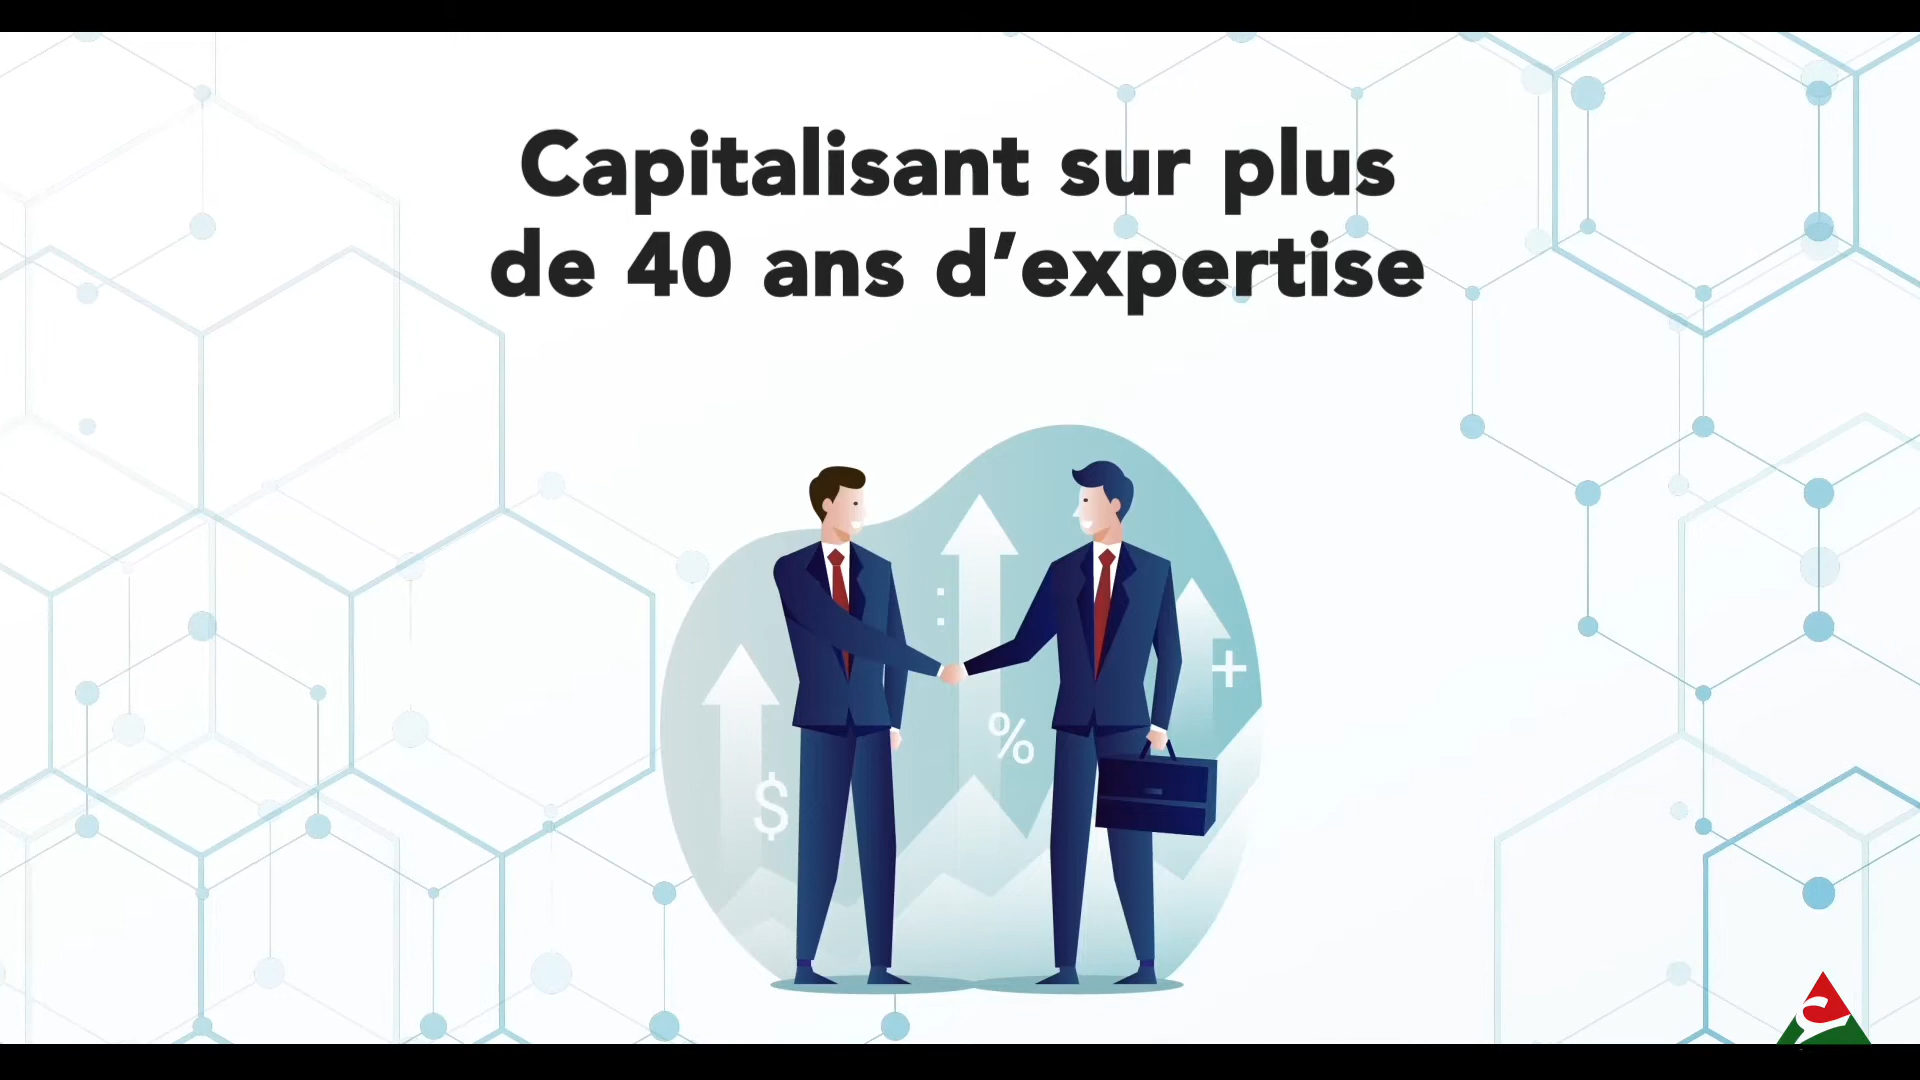 Capitalisant sur plus
de 40 ans d’expertise
+
%
$